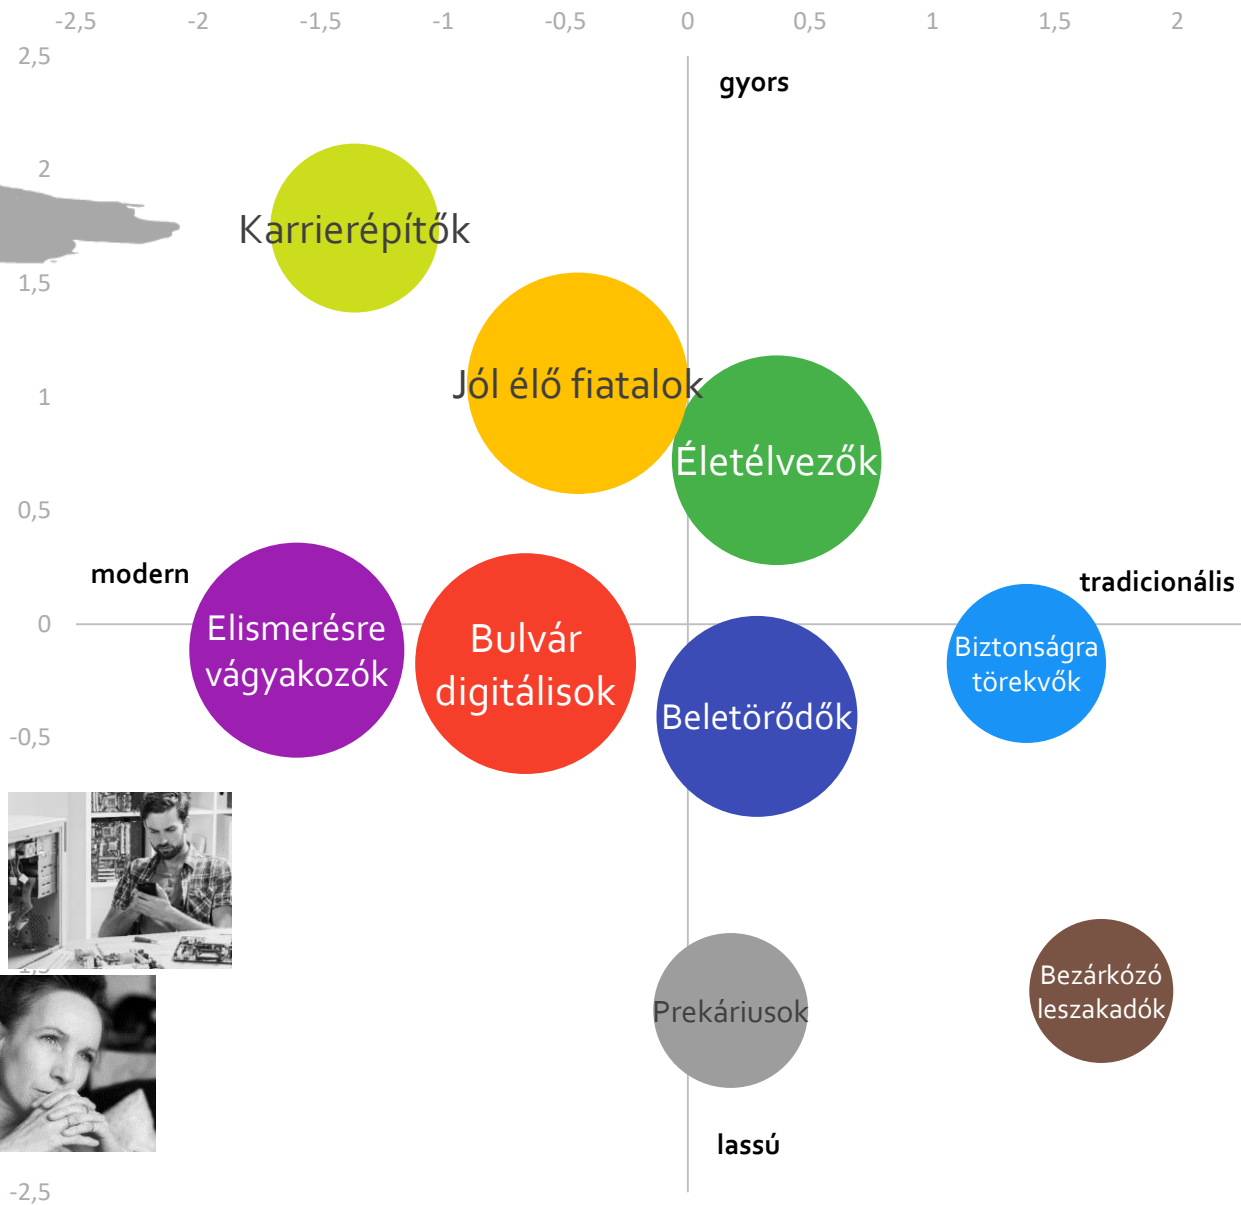 -2,5 -2 -1,5 -1 -0,5 0 0,5 1 1,5 2
2,5
gyors
2
Karrierépítők
1,5
Jól élő fiatalok
1
Életélvezők
0,5
modern
tradicionális
0
Elismerésre
vágyakozók
Bulvár
digitálisok
Biztonságra
törekvők
Beletörődők
-0,5
Bezárkózó
leszakadók
Prekáriusok
lassú
-2,5